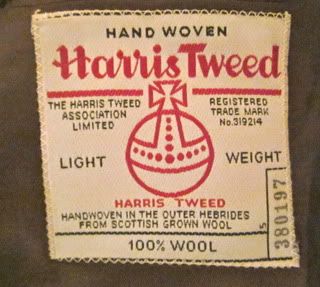 HAND WOVEN
Harris Tweed
THE HARRIS TWEED
ASSOCIATION
LIMITED
REGISTERED
TRADE MARK
No.319214
LIGHT WEIGHT
HARRIS TWEED
HANDWOVEN IN THE OUTER HEBRIDES
FROM SCOTTISH GROWN WOOL
100% WOOL
S
380197